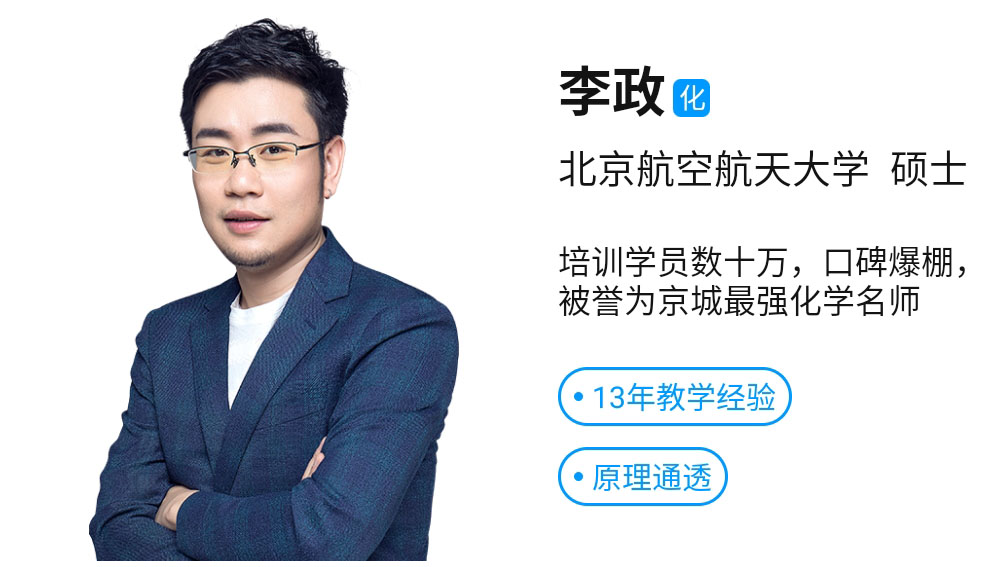 李政 化
北京航空航天大学 硕士
培训学员数十万，口碑爆棚，
被誉为京城最强化学名师
• 13年教学经验
• 原理通透